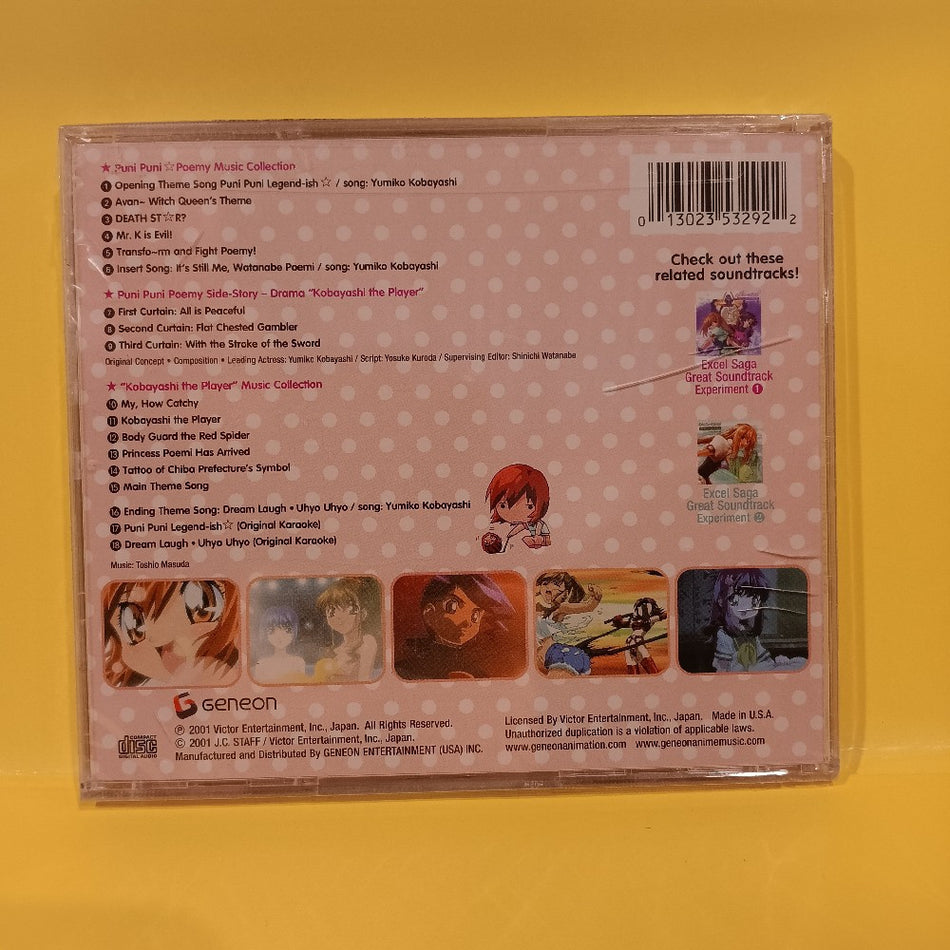 ★ Puni Puni☆Poemy Music Collection
1 Opening Theme Song Puni Puni Legend-ish ☆ / song: Yumiko Kobayashi
2 Avan~ Witch Queen's Theme
3 DEATH ST☆R?
4 Mr. K is Evil!
5 Transfo~rm and Fight Poemy!
6 Insert Song: It's Still Me, Watanabe Poemi / song: Yumiko Kobayashi
★ Puni Puni Poemy Side-Story – Drama "Kobayashi the Player"
7 First Curtain: All is Peaceful
8 Second Curtain: Flat Chested Gambler
9 Third Curtain: With the Stroke of the Sword
Original Concept • Composition • Leading Actress: Yumiko Kobayashi / Script: Yosuke Kuroda / Supervising Editor: Shinichi Watanabe
★ "Kobayashi the Player" Music Collection
10 My, How Catchy
11 Kobayashi the Player
12 Body Guard the Red Spider
13 Princess Poemi Has Arrived
14 Tattoo of Chiba Prefecture's Symbol
15 Main Theme Song
16 Ending Theme Song: Dream Laugh • Uhyo Uhyo / song: Yumiko Kobayashi
17 Puni Puni Legend-ish☆ (Original Karaoke)
18 Dream Laugh • Uhyo Uhyo (Original Karaoke)
Music: Toshio Masuda
0 13023 53292 2
Check out these
related soundtracks!
Excel Saga
Great Soundtrack
Experiment 1
Excel Saga
Great Soundtrack
Experiment 2
GENEON
COMPACT
disc
DIGITAL AUDIO
℗ 2001 Victor Entertainment, Inc., Japan. All Rights Reserved.
© 2001 J.C. STAFF / Victor Entertainment, Inc., Japan.
Manufactured and Distributed By GENEON ENTERTAINMENT (USA) INC.
Licensed By Victor Entertainment, Inc., Japan. Made in U.S.A.
Unauthorized duplication is a violation of applicable laws.
www.geneonanimation.com www.geneonanimemusic.com